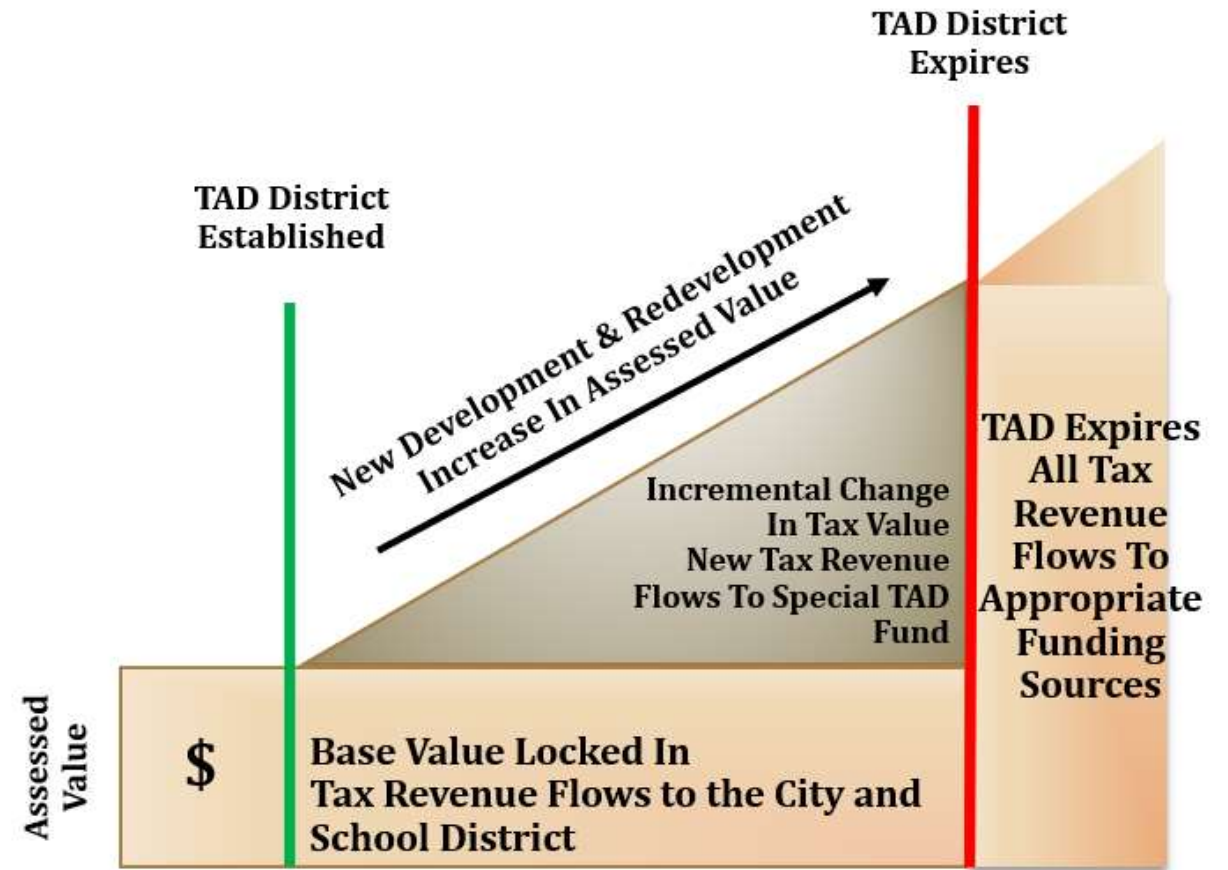 TAD District
Expires
TAD District
Established
New Development & Redevelopment
Increase In Assessed Value
Incremental Change
In Tax Value
New Tax Revenue
Flows To Special TAD
Fund
TAD Expires
All Tax
Revenue
Flows To
Appropriate
Funding
Sources
Assessed
Value
$
Base Value Locked In
Tax Revenue Flows to the City and
School District